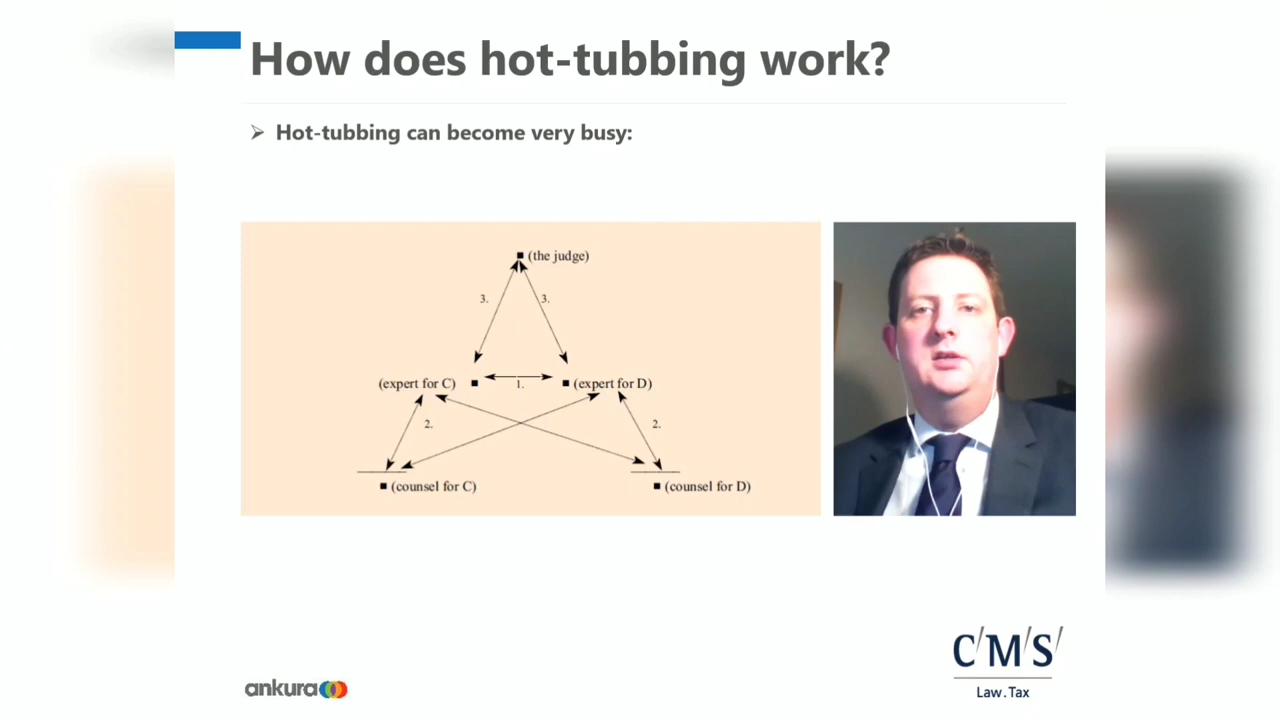 How does hot-tubbing work?
➢ Hot-tubbing can become very busy:
■ (the judge)
3. 3.
(expert for C) ■ 1. ■ (expert for D)
2. 2.
■ (counsel for C) ■ (counsel for D)
ankura
C/M/S/
Law.Tax